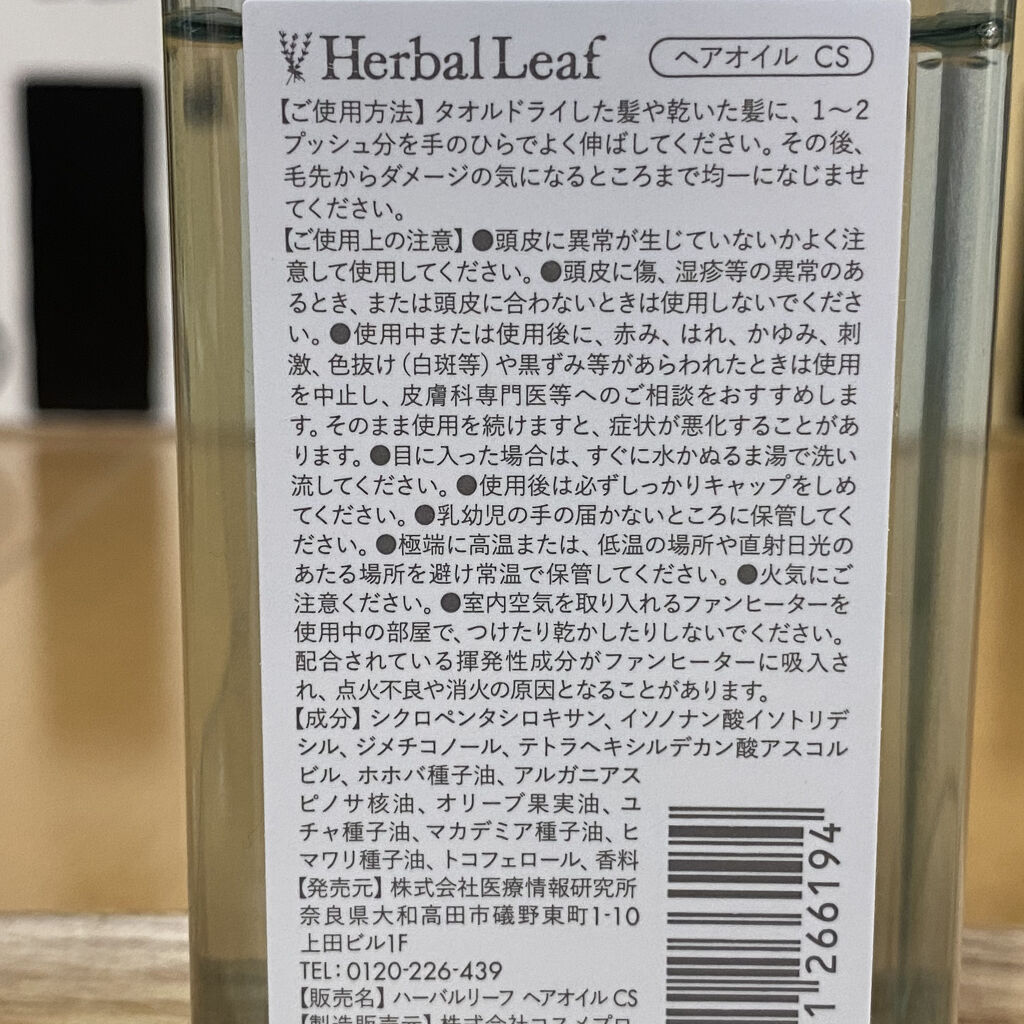 Herbal Leaf ヘアオイル CS
【ご使用方法】タオルドライした髪や乾いた髪に、1〜2
プッシュ分を手のひらでよく伸ばしてください。その後、
毛先からダメージの気になるところまで均一になじませ
てください。
【ご使用上の注意】●頭皮に異常が生じていないかよく注
意して使用してください。●頭皮に傷、湿疹等の異常のあ
るとき、または頭皮に合わないときは使用しないでくださ
い。●使用中または使用後に、赤み、はれ、かゆみ、刺
激、色抜け(白斑等)や黒ずみ等があらわれたときは使用
を中止し、皮膚科専門医等へのご相談をおすすめしま
す。そのまま使用を続けますと、症状が悪化することがあ
ります。●目に入った場合は、すぐに水かぬるま湯で洗い
流してください。●使用後は必ずしっかりキャップをしめ
てください。●乳幼児の手の届かないところに保管してく
ださい。●極端に高温または、低温の場所や直射日光の
あたる場所を避け常温で保管してください。●火気にご
注意ください。●室内空気を取り入れるファンヒーターを
使用中の部屋で、つけたり乾かしたりしないでください。
配合されている揮発性成分がファンヒーターに吸入さ
れ、点火不良や消火の原因となることがあります。
【成分】シクロペンタシロキサン、イソノナン酸イソトリデ
シル、ジメチコノール、テトラヘキシルデカン酸アスコル
ビル、ホホバ種子油、アルガニアス
ピノサ核油、オリーブ果実油、ユ
チャ種子油、マカデミア種子油、ヒ
マワリ種子油、トコフェロール、香料
【発売元】株式会社医療情報研究所
奈良県大和高田市礒野東町1-10
上田ビル1F
TEL:0120-226-439
【販売名】ハーバルリーフ ヘアオイル CS
【製造販売元】株式会社コスメプロ
1266194